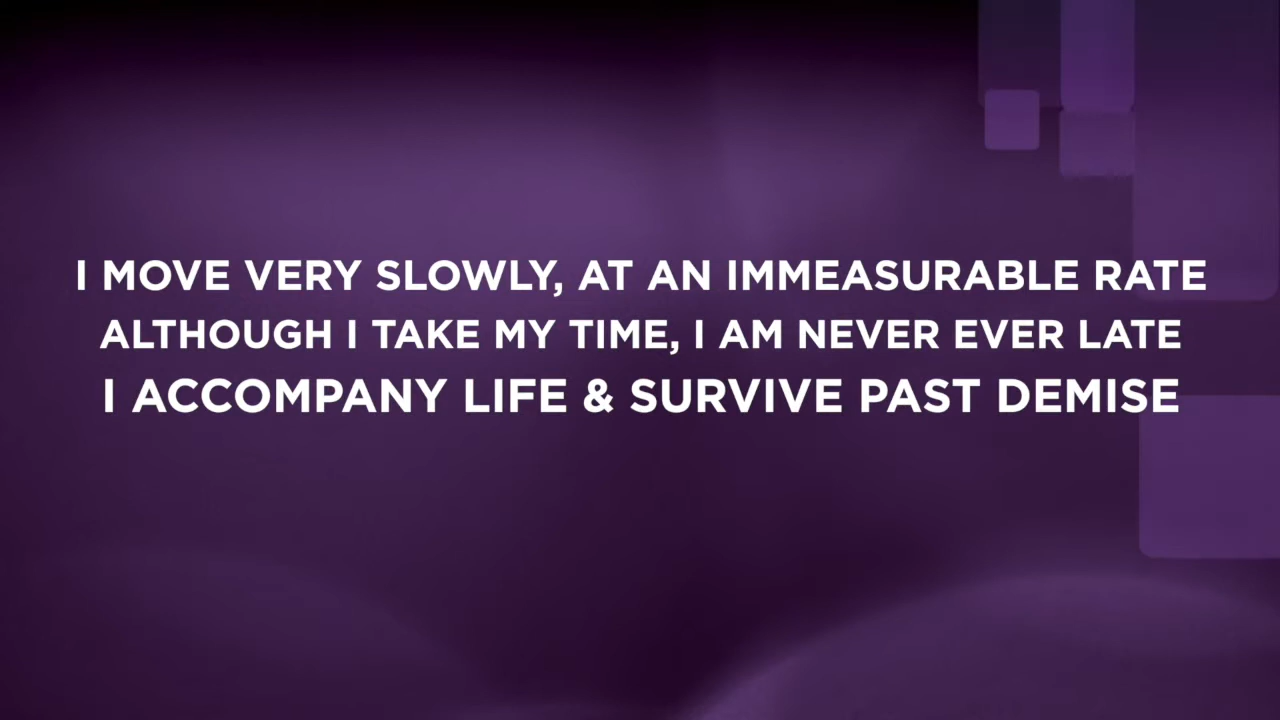 I MOVE VERY SLOWLY, AT AN IMMEASURABLE RATE
ALTHOUGH I TAKE MY TIME, I AM NEVER EVER LATE
I ACCOMPANY LIFE & SURVIVE PAST DEMISE